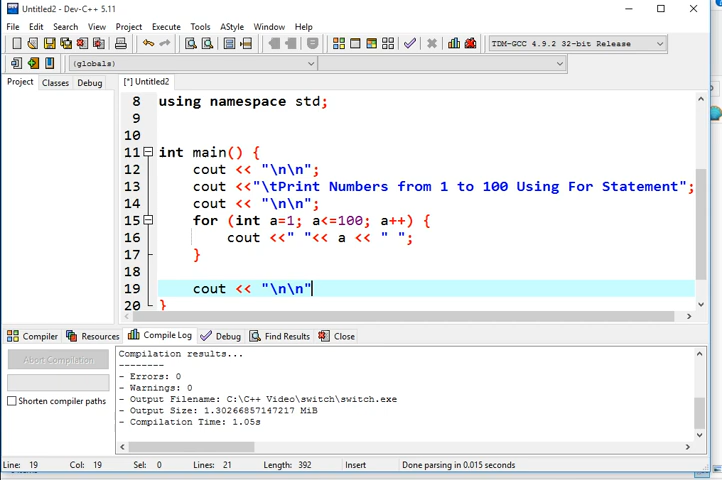 Untitled2 - Dev-C++ 5.11
File Edit Search View Project Execute Tools AStyle Window Help
TDM-GCC 4.9.2 32-bit Release
(globals)
Project Classes Debug [*] Untitled2
8 using namespace std;
9
10
11 int main() {
12 cout << "\n\n";
13 cout <<"\tPrint Numbers from 1 to 100 Using For Statement";
14 cout << "\n\n";
15 for (int a=1; a<=100; a++) {
16 cout <<" "<< a << " ";
17 }
18
19 cout << "\n\n"
20 }
Compiler Resources Compile Log Debug Find Results Close
Abort Compilation
Shorten compiler paths
Compilation results...
--------
- Errors: 0
- Warnings: 0
- Output Filename: C:\C++ Video\switch\switch.exe
- Output Size: 1.30266857147217 MiB
- Compilation Time: 1.05s
Line: 19 Col: 19 Sel: 0 Lines: 21 Length: 392 Insert Done parsing in 0.015 seconds